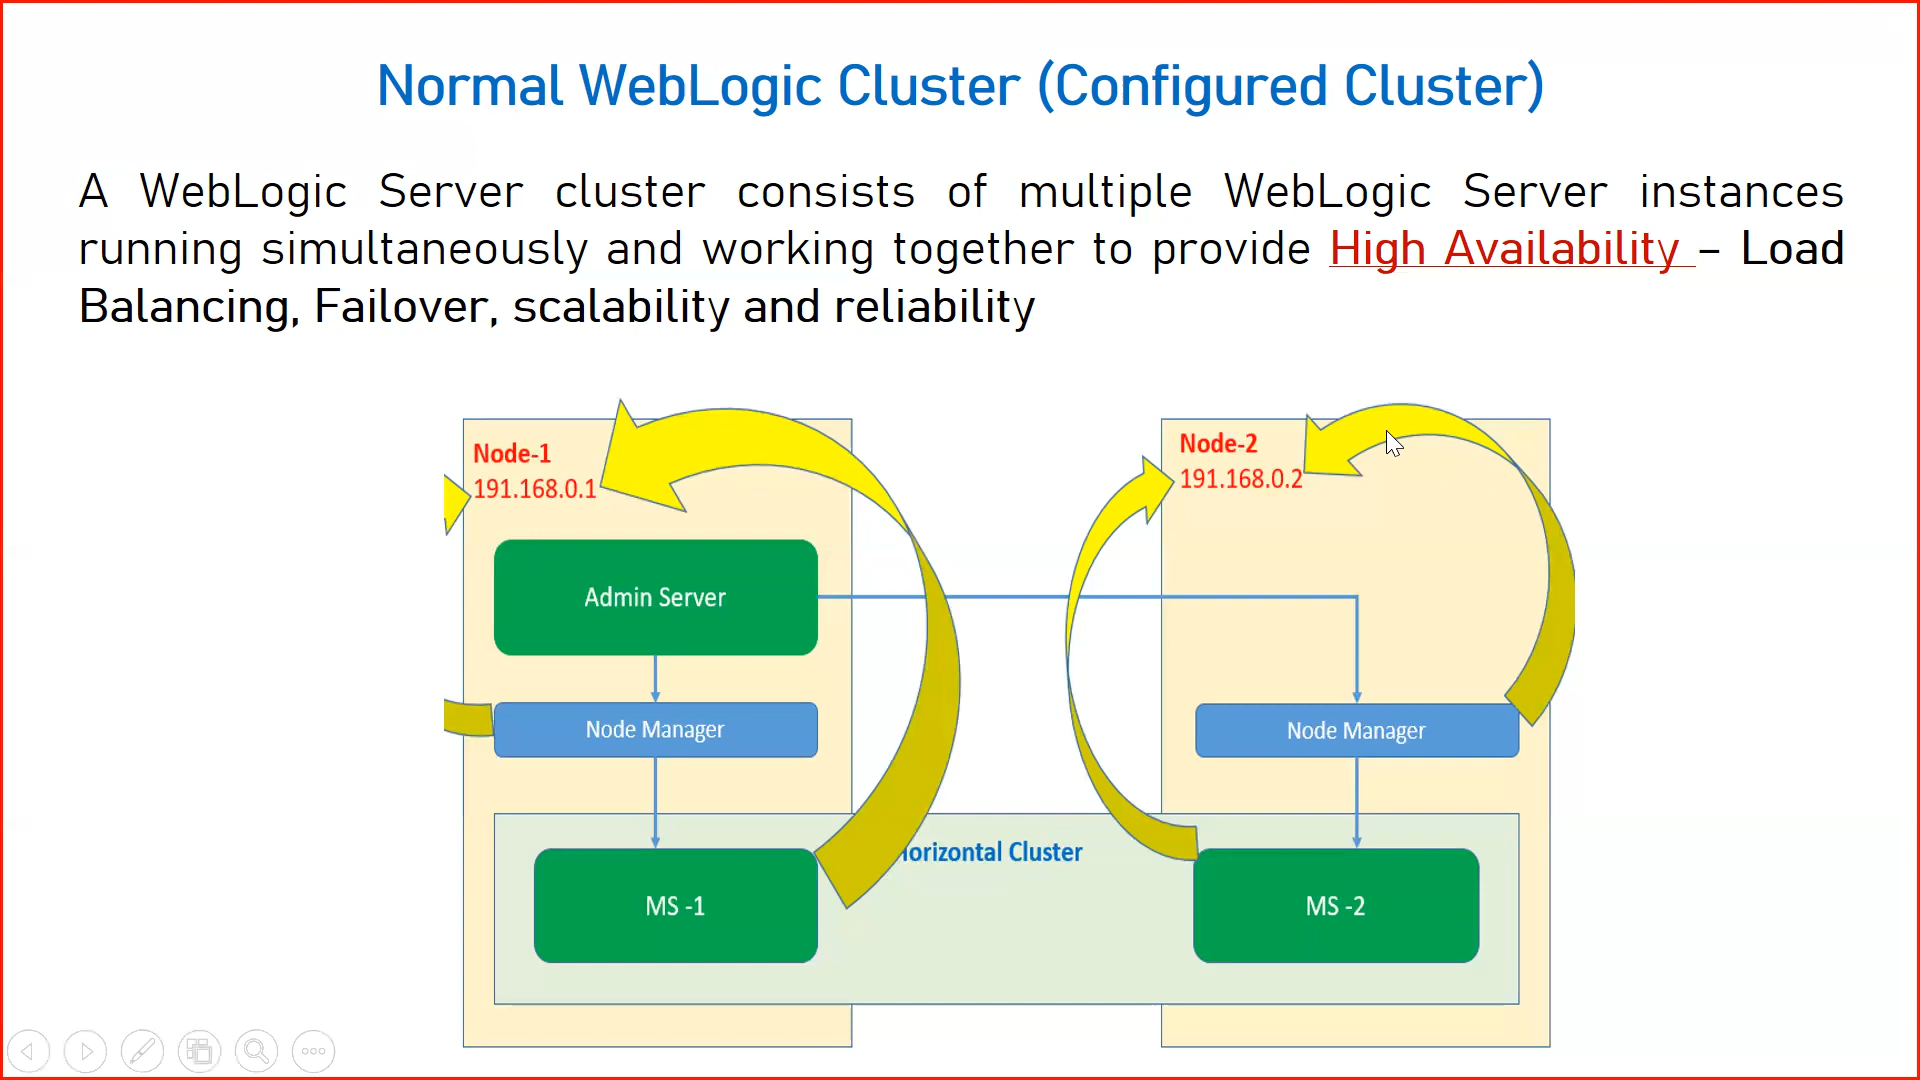 Normal WebLogic Cluster (Configured Cluster)
A WebLogic Server cluster consists of multiple WebLogic Server instances
running simultaneously and working together to provide High Availability – Load
Balancing, Failover, scalability and reliability
Node-1
191.168.0.1
Node-2
191.168.0.2
Admin Server
Node Manager
Node Manager
orizontal Cluster
MS -1
MS -2